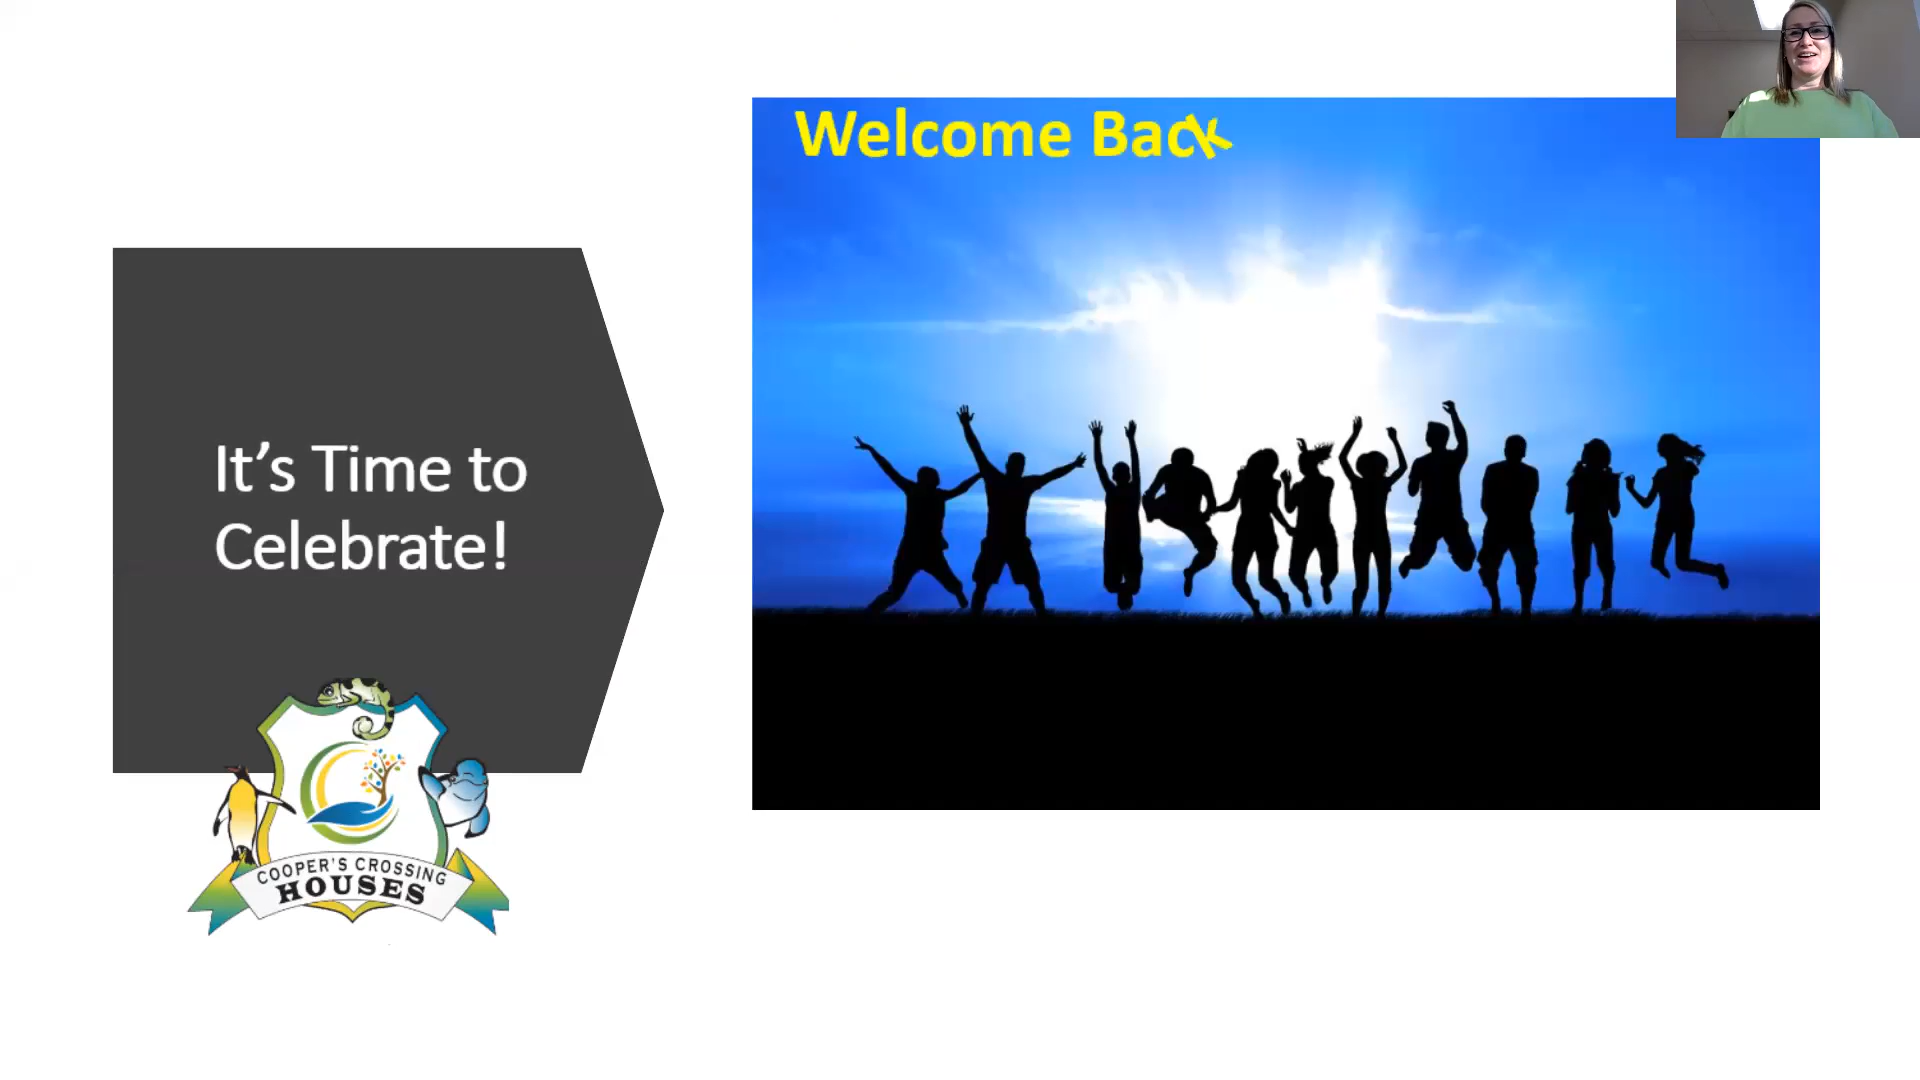 Welcome Back
It's Time to
Celebrate!
COOPER'S CROSSING
HOUSES